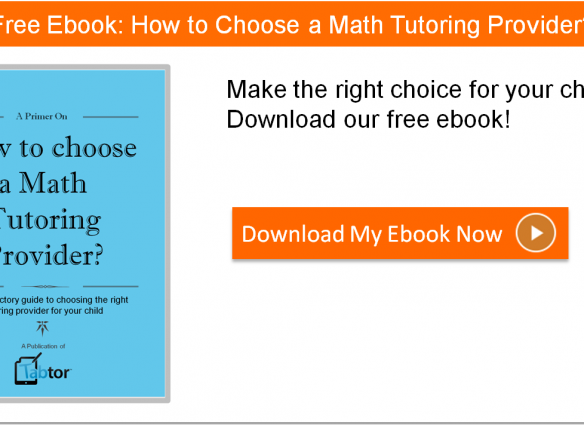 Free Ebook: How to Choose a Math Tutoring Provider?
Make the right choice for your ch
Download our free ebook!
Download My Ebook Now
A Primer On
w to choose
a Math
Tutoring
Provider?
ctory guide to choosing the right
ring provider for your child
A Publication of
Tabtor